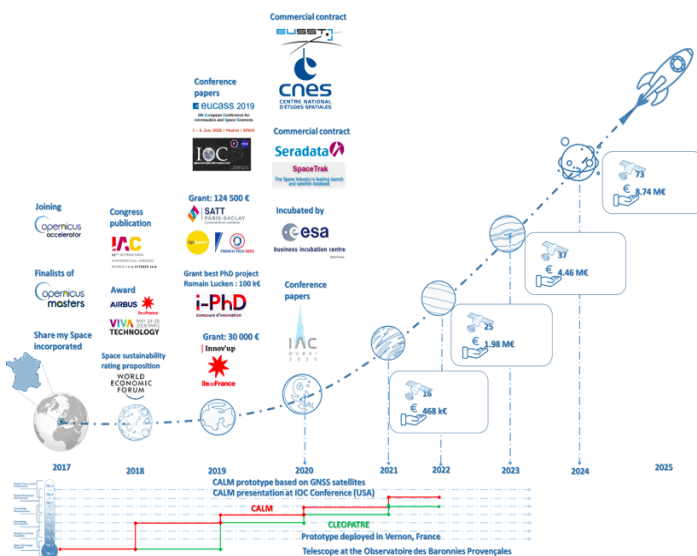 Commercial contract
EUSST
cnes
CENTRE NATIONAL
D'ETUDES SPATIALES
Conference
papers
eucass 2019
8th European Conference for
Aeronautics and Space Sciences
1 - 4 July 2019 | Madrid | SPAIN
IOC
Commercial contract
Seradata
SpaceTrak
The Space Industry's leading launch
and satellite database
Joining
opernicus
accelerator
Congress
publication
IAC
Grant: 124 500 €
SATT
PARIS-SACLAY
FRENCH TECH SEED
Incubated by
esa
business incubation centre
Finalists of
opernicus
masters
Award
AIRBUS
VIVA
TECHNOLOGY
Grant best PhD project
Romain Lucken : 100 k€
i-PhD
concours d'innovation
Conference
papers
IAC
DUBAI
2020
Share my Space
incorporated
Space sustainability
rating proposition
WORLD
ECONOMIC
FORUM
Grant: 30 000 €
Innov'up
îledeFrance
73
€ 8.74 M€
37
€ 4.46 M€
25
€ 1.98 M€
16
€ 468 k€
2017
2018
2019
2020
2021
2022
2023
2024
2025
CALM prototype based on GNSS satellites
CALM presentation at IOC Conference (USA)
CALM
CLEOPATRE
Prototype deployed in Vernon, France
Telescope at the Observatoire des Baronnies Provençales